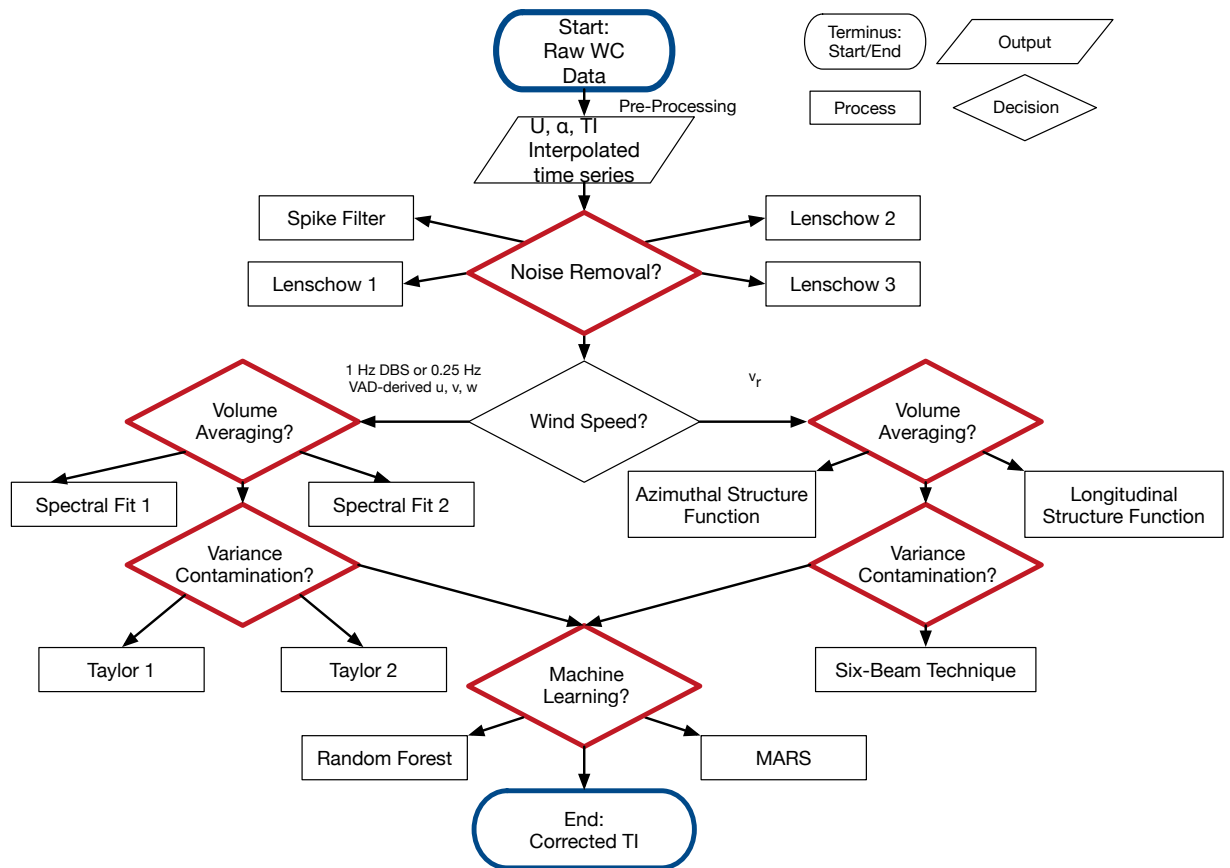 Start:
Raw WC
Data
Terminus:
Start/End
Output
Process
Decision
Pre-Processing
U, α, TI
Interpolated
time series
Spike Filter
Lenschow 2
Noise Removal?
Lenschow 1
Lenschow 3
1 Hz DBS or 0.25 Hz
VAD-derived u, v, w
v_r
Volume
Averaging?
Wind Speed?
Volume
Averaging?
Spectral Fit 1
Spectral Fit 2
Azimuthal Structure
Function
Longitudinal
Structure Function
Variance
Contamination?
Variance
Contamination?
Taylor 1
Taylor 2
Machine
Learning?
Six-Beam Technique
Random Forest
MARS
End:
Corrected TI